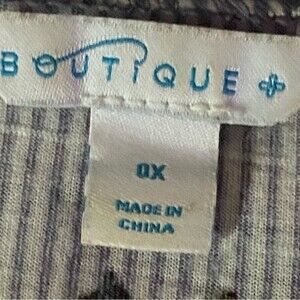 BOUTIQUE +
0X
MADE IN
CHINA